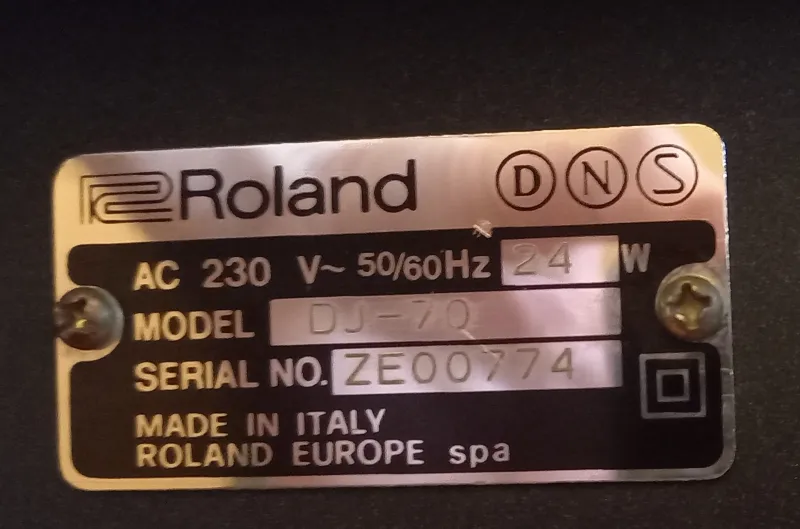 Roland D N S
AC 230 V~ 50/60Hz 24 W
MODEL DJ-70
SERIAL NO. ZE00774
MADE IN ITALY
ROLAND EUROPE spa